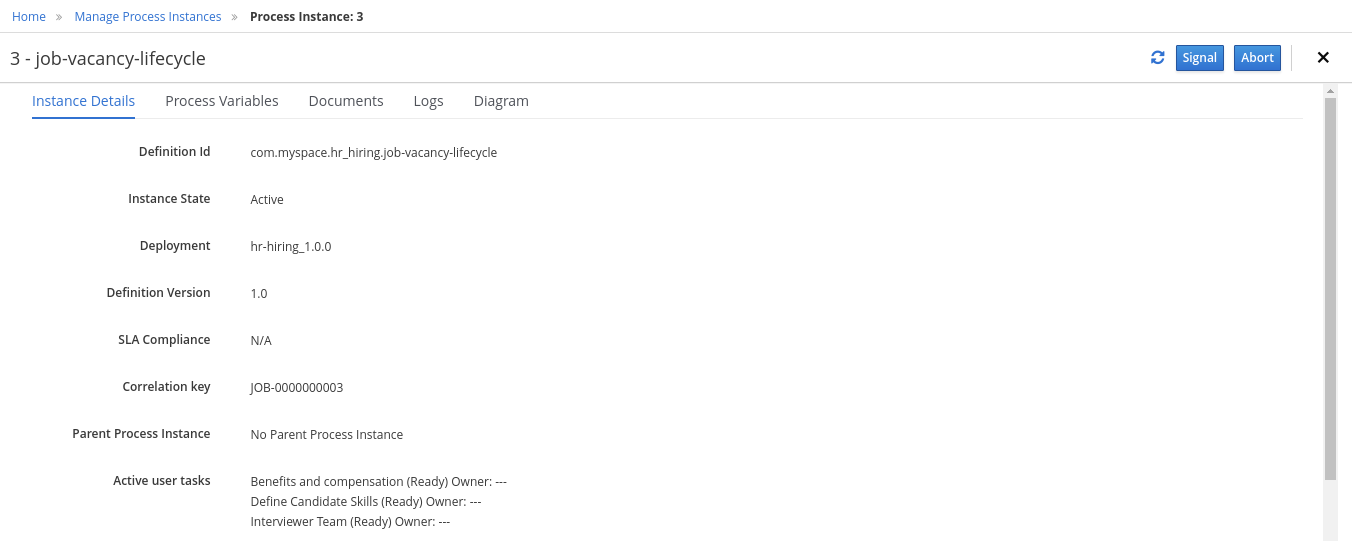 Home » Manage Process Instances » Process Instance: 3
3 - job-vacancy-lifecycle
Signal Abort
Instance Details Process Variables Documents Logs Diagram
Definition Id com.myspace.hr_hiring.job-vacancy-lifecycle
Instance State Active
Deployment hr-hiring_1.0.0
Definition Version 1.0
SLA Compliance N/A
Correlation key JOB-0000000003
Parent Process Instance No Parent Process Instance
Active user tasks Benefits and compensation (Ready) Owner: ---
Define Candidate Skills (Ready) Owner: ---
Interviewer Team (Ready) Owner: ---